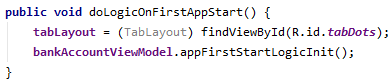 public void doLogicOnFirstAppStart() {
    tabLayout = (TabLayout) findViewById(R.id.tabDots);
    bankAccountViewModel.appFirstStartLogicInit();
}